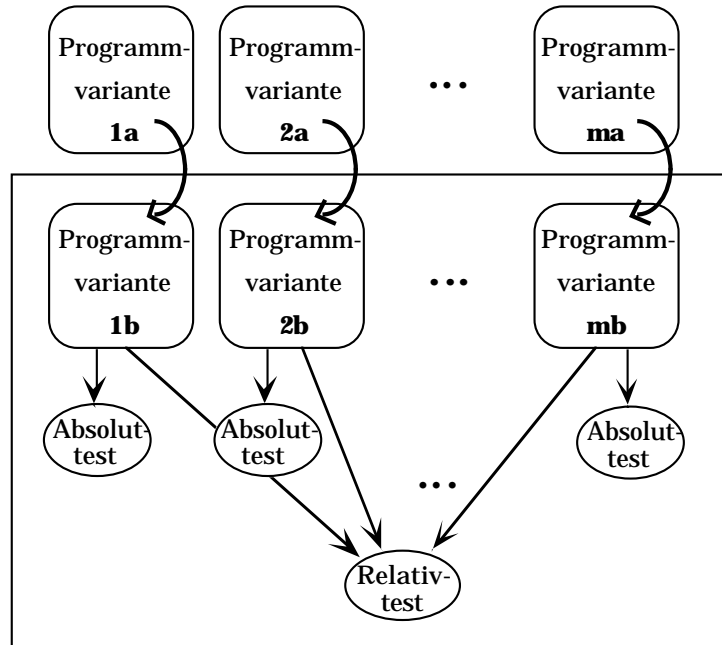 Programm-
variante
1a
Programm-
variante
2a
...
Programm-
variante
ma
Programm-
variante
1b
Programm-
variante
2b
...
Programm-
variante
mb
Absolut-
test
Absolut-
test
Absolut-
test
...
Relativ-
test